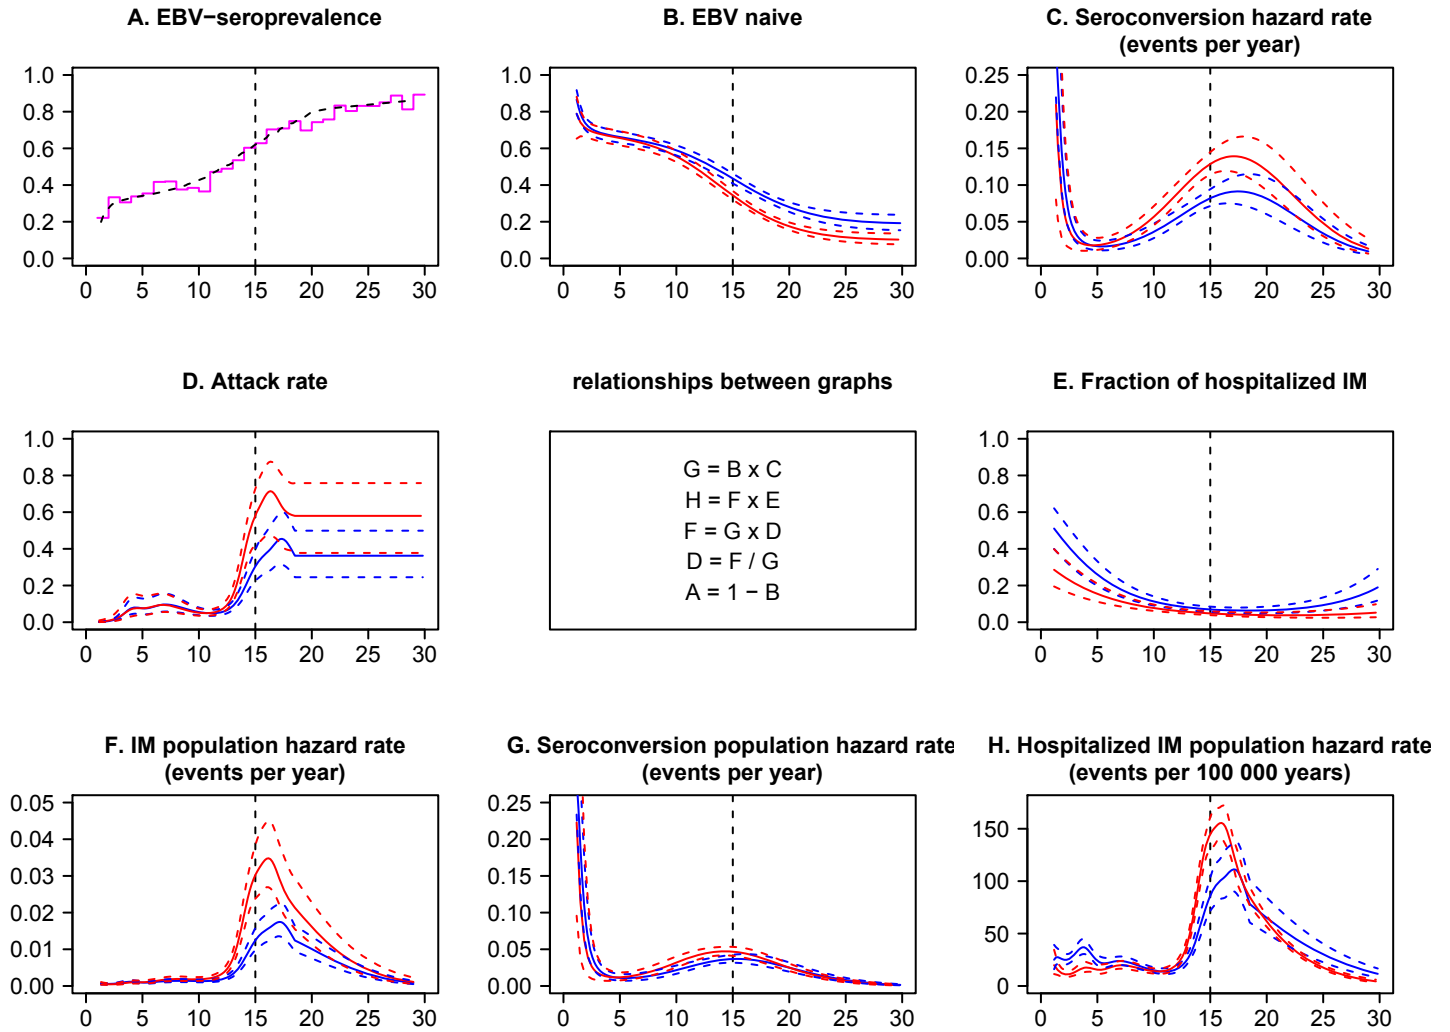 A. EBV−seroprevalence
B. EBV naive
C. Seroconversion hazard rate
(events per year)
1.0
0.8
0.6
0.4
0.2
0.0
0 5 10 15 20 25 30
1.0
0.8
0.6
0.4
0.2
0.0
0 5 10 15 20 25 30
0.25
0.20
0.15
0.10
0.05
0.00
0 5 10 15 20 25 30
D. Attack rate
relationships between graphs
E. Fraction of hospitalized IM
1.0
0.8
0.6
0.4
0.2
0.0
0 5 10 15 20 25 30
G = B x C
H = F x E
F = G x D
D = F / G
A = 1 − B
1.0
0.8
0.6
0.4
0.2
0.0
0 5 10 15 20 25 30
F. IM population hazard rate
(events per year)
G. Seroconversion population hazard rate
(events per year)
H. Hospitalized IM population hazard rate
(events per 100 000 years)
0.05
0.04
0.03
0.02
0.01
0.00
0 5 10 15 20 25 30
0.25
0.20
0.15
0.10
0.05
0.00
0 5 10 15 20 25 30
150
100
50
0
0 5 10 15 20 25 30